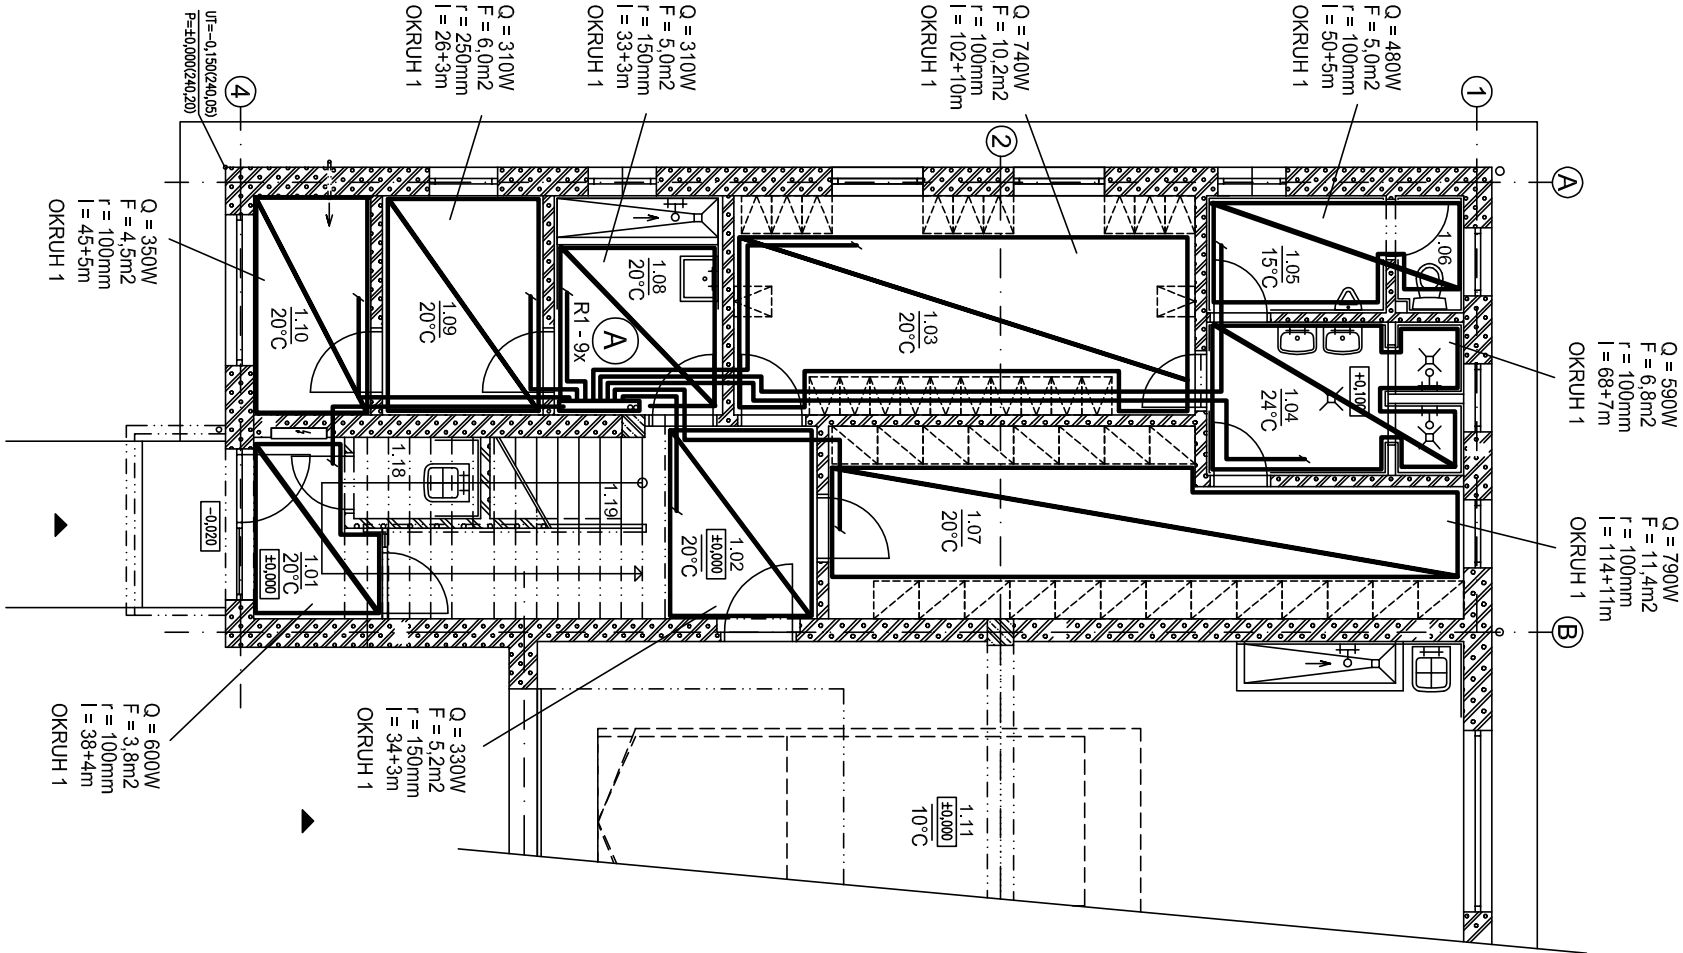 Q = 310W
F = 6,0m2
r = 250mm
l = 26+3m
OKRUH 1
Q = 310W
F = 5,0m2
r = 150mm
l = 33+3m
OKRUH 1
Q = 740W
F = 10,2m2
r = 100mm
l = 102+10m
OKRUH 1
Q = 480W
F = 5,0m2
r = 100mm
l = 50+5m
OKRUH 1
UT=-0,150(240,05)
P=±0,000(240,20)
4
2
1
A
B
Q = 350W
F = 4,5m2
r = 100mm
l = 45+5m
OKRUH 1
1.10
20°C
1.09
20°C
1.08
20°C
R1 - 9x
A
1.03
20°C
1.05
15°C
1.06
1.04
24°C
+0,100
Q = 590W
F = 6,8m2
r = 100mm
l = 68+7m
OKRUH 1
Q = 790W
F = 11,4m2
r = 100mm
l = 114+11m
OKRUH 1
1.18
1.19
-0,020
1.01
20°C
±0,000
1.02
±0,000
20°C
1.07
20°C
Q = 600W
F = 3,8m2
r = 100mm
l = 38+4m
OKRUH 1
Q = 330W
F = 5,2m2
r = 150mm
l = 34+3m
OKRUH 1
1.11
±0,000
10°C